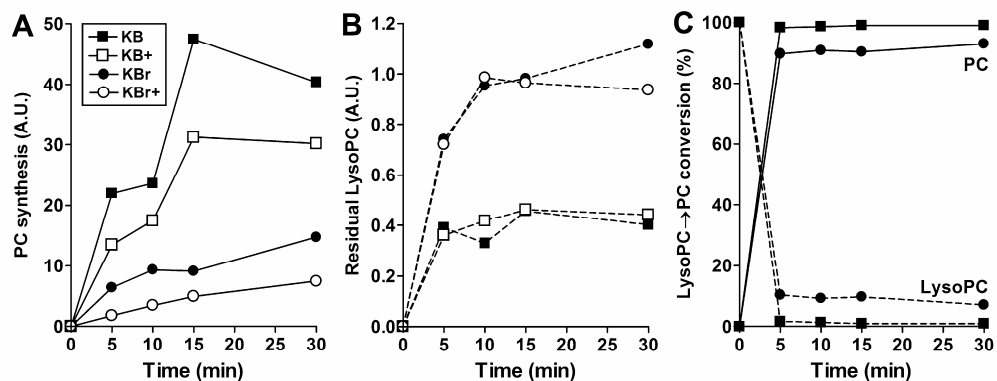 A
PC synthesis (A.U.)
50
40
30
20
10
0
KB
KB+
KBr
KBr+
0 5 10 15 20 25 30
Time (min)
B
Residual LysoPC (A.U.)
1.2
1.0
0.8
0.6
0.4
0.2
0.0
0 5 10 15 20 25 30
Time (min)
C
LysoPC→PC conversion (%)
100
80
60
40
20
0
PC
LysoPC
0 5 10 15 20 25 30
Time (min)